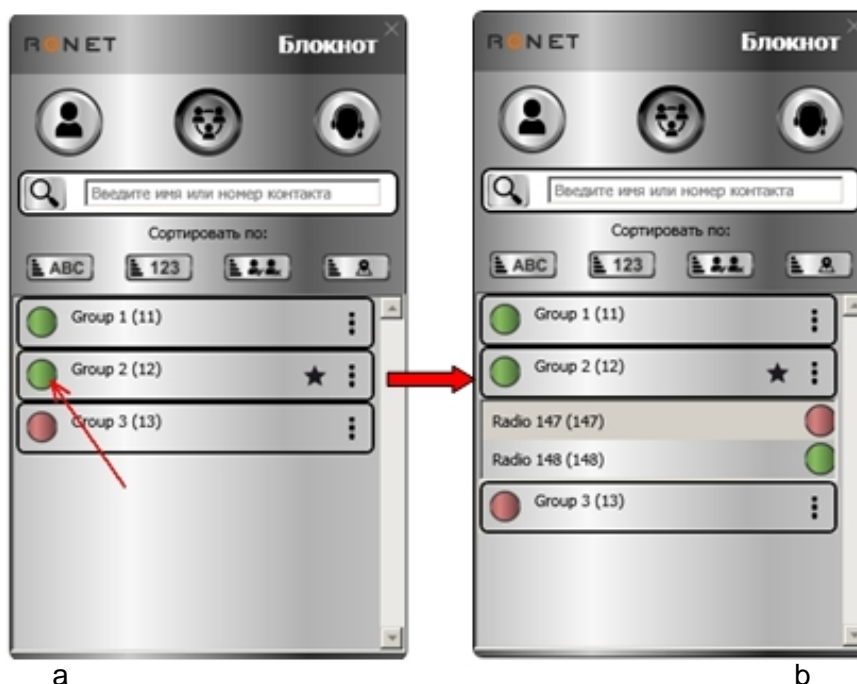 RONET Блокнот
Введите имя или номер контакта
Сортировать по:
ABC 123
Group 1 (11)
Group 2 (12)
Group 3 (13)
a
RONET Блокнот
Введите имя или номер контакта
Сортировать по:
ABC 123
Group 1 (11)
Group 2 (12)
Radio 147 (147)
Radio 148 (148)
Group 3 (13)
b